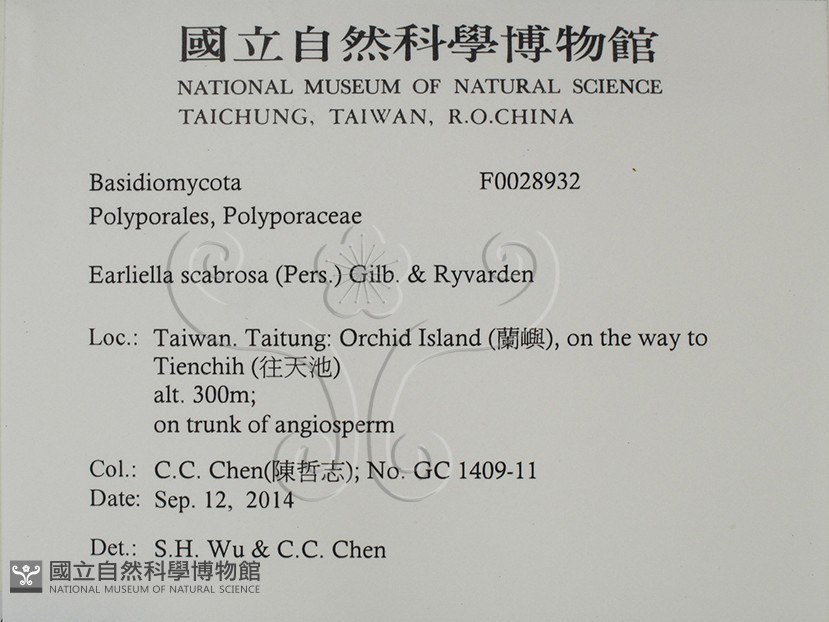 國立自然科學博物館
NATIONAL MUSEUM OF NATURAL SCIENCE
TAICHUNG, TAIWAN, R.O.CHINA
Basidiomycota F0028932
Polyporales, Polyporaceae
Earliella scabrosa (Pers.) Gilb. & Ryvarden
Loc.: Taiwan. Taitung: Orchid Island (蘭嶼), on the way to
Tienchih (往天池)
alt. 300m;
on trunk of angiosperm
Col.: C.C. Chen(陳哲志); No. GC 1409-11
Date: Sep. 12, 2014
Det.: S.H. Wu & C.C. Chen
國立自然科學博物館
NATIONAL MUSEUM OF NATURAL SCIENCE